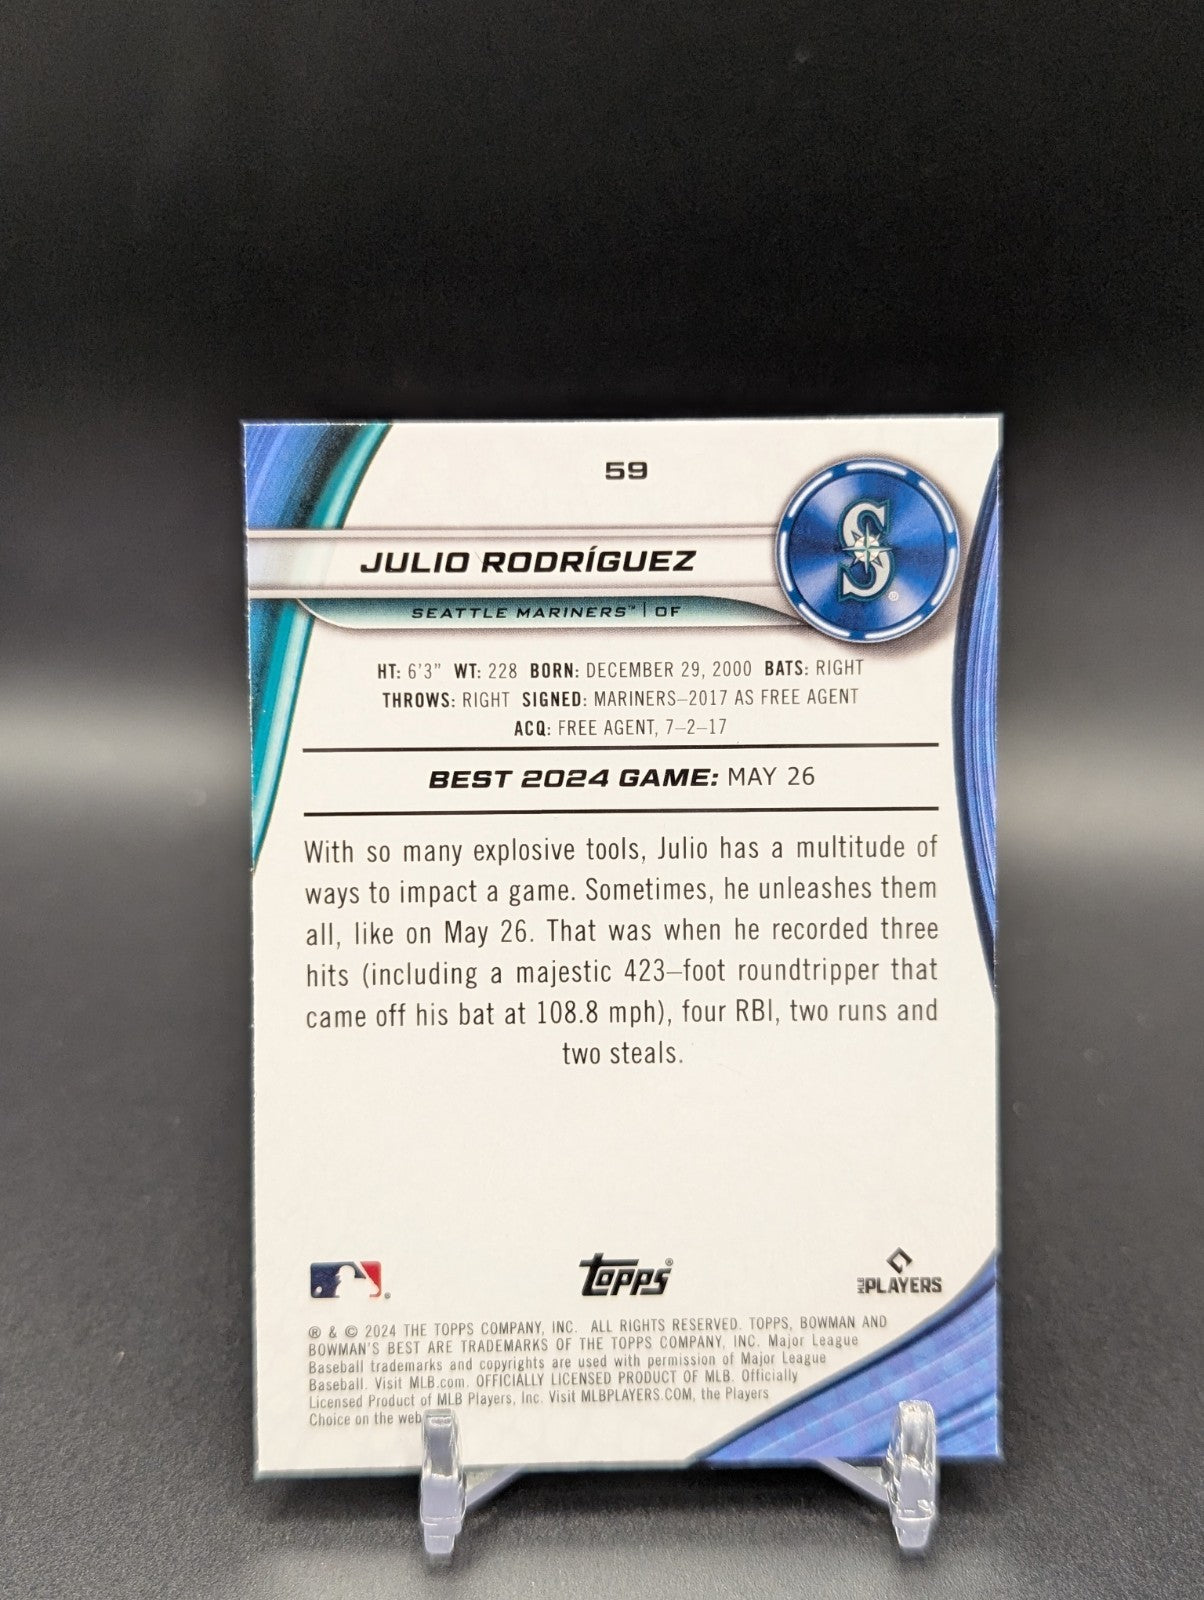 59
JULIO RODRÍGUEZ
SEATTLE MARINERS™ | OF
S®
HT: 6'3" WT: 228 BORN: DECEMBER 29, 2000 BATS: RIGHT
THROWS: RIGHT SIGNED: MARINERS–2017 AS FREE AGENT
ACQ: FREE AGENT, 7–2–17
BEST 2024 GAME: MAY 26
With so many explosive tools, Julio has a multitude of
ways to impact a game. Sometimes, he unleashes them
all, like on May 26. That was when he recorded three
hits (including a majestic 423–foot roundtripper that
came off his bat at 108.8 mph), four RBI, two runs and
two steals.
Topps®
MLB PLAYERS
® & © 2024 THE TOPPS COMPANY, INC. ALL RIGHTS RESERVED. TOPPS, BOWMAN AND
BOWMAN'S BEST ARE TRADEMARKS OF THE TOPPS COMPANY, INC. Major League
Baseball trademarks and copyrights are used with permission of Major League
Baseball. Visit MLB.com. OFFICIALLY LICENSED PRODUCT OF MLB. Officially
Licensed Product of MLB Players, Inc. Visit MLBPLAYERS.COM, the Players
Choice on the web